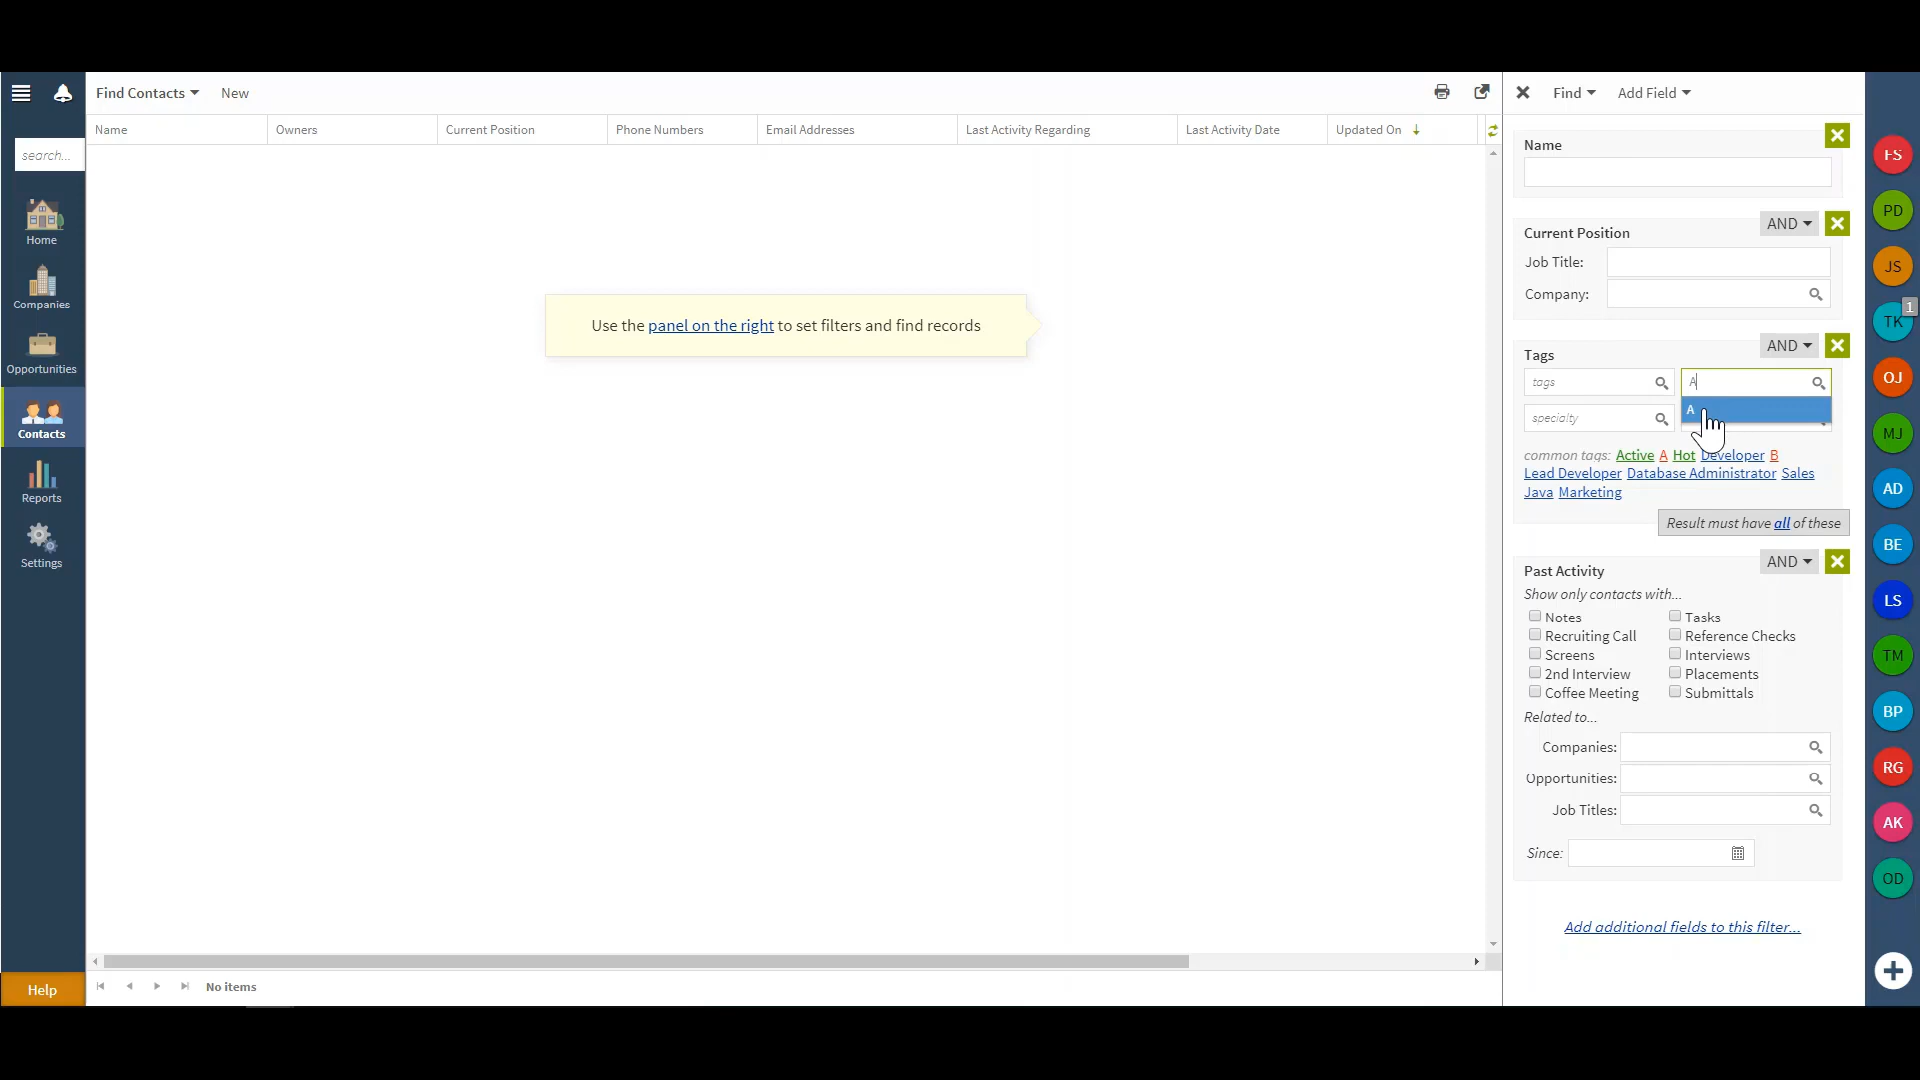 Find Contacts
New
Find
Add Field
search...
Name
Owners
Current Position
Phone Numbers
Email Addresses
Last Activity Regarding
Last Activity Date
Updated On
Home
Companies
Opportunities
Contacts
Reports
Settings
Help
Use the panel on the right to set filters and find records
No items
Name
AND
Current Position
Job Title:
Company:
AND
Tags
tags
A
A
specialty
common tags: Active A Hot Developer B
Lead Developer Database Administrator Sales
Java Marketing
Result must have all of these
AND
Past Activity
Show only contacts with...
Notes
Tasks
Recruiting Call
Reference Checks
Screens
Interviews
2nd Interview
Placements
Coffee Meeting
Submittals
Related to...
Companies:
Opportunities:
Job Titles:
Since:
Add additional fields to this filter...
PD
JS
1
TK
OJ
MJ
AD
BE
LS
TM
BP
RG
AK
OD